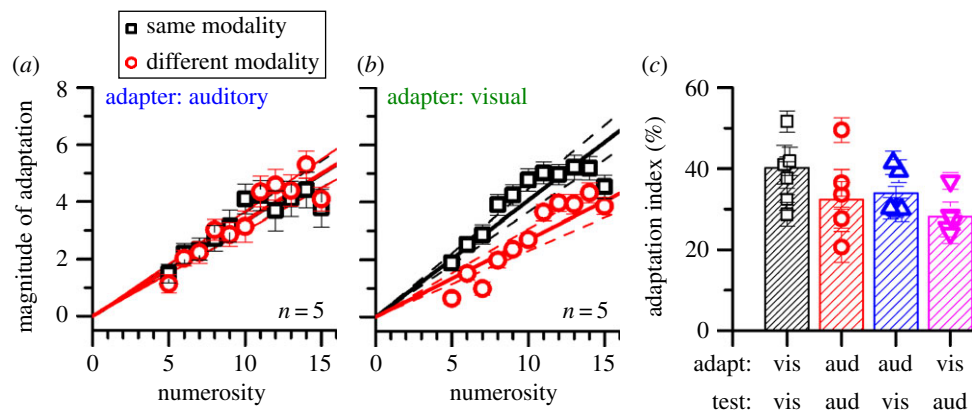 same modality
different modality
(a)
(b)
(c)
adapter: auditory
adapter: visual
magnitude of adaptation
8
6
4
2
0
n = 5
0 5 10 15
numerosity
n = 5
0 5 10 15
numerosity
adaptation index (%)
60
40
20
0
adapt: vis aud aud vis
test: vis aud vis aud